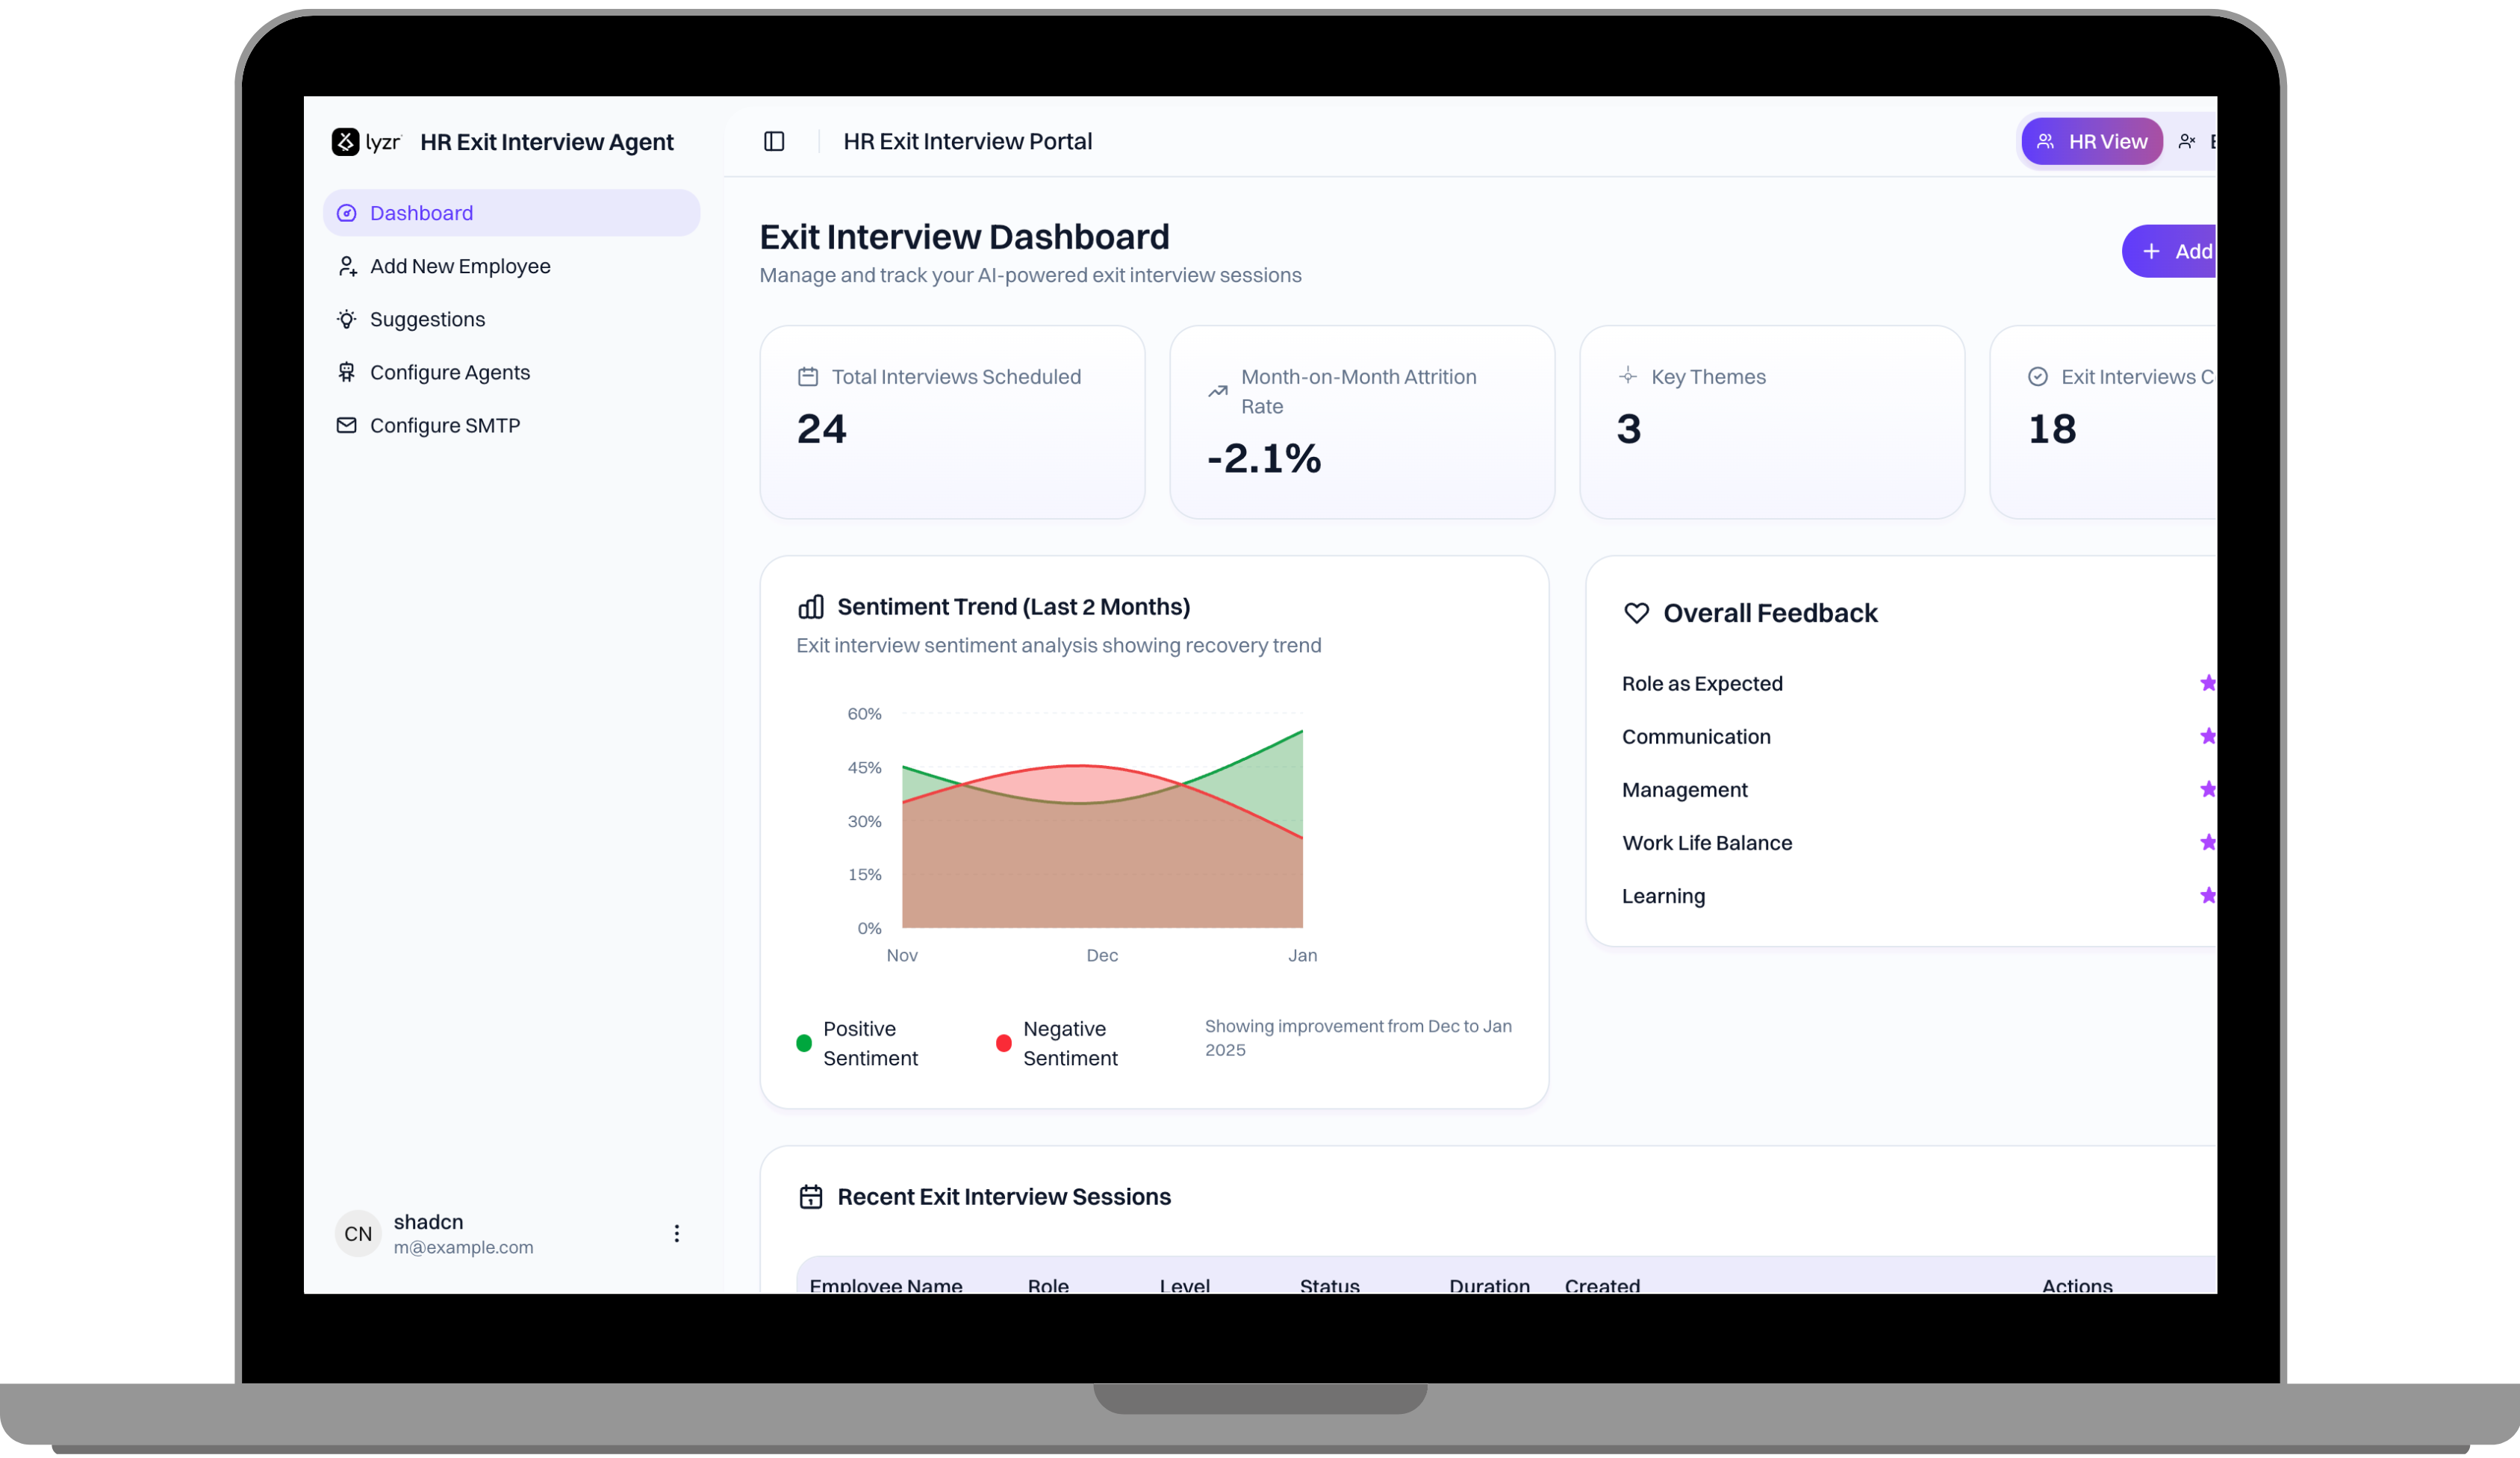 lyzr HR Exit Interview Agent
Dashboard
Add New Employee
Suggestions
Configure Agents
Configure SMTP
CN
shadcn
m@example.com
HR Exit Interview Portal
HR View
Exit Interview Dashboard
Manage and track your AI-powered exit interview sessions
Add
Total Interviews Scheduled
24
Month-on-Month Attrition
Rate
-2.1%
Key Themes
3
Exit Interviews C
18
Sentiment Trend (Last 2 Months)
Exit interview sentiment analysis showing recovery trend
60%
45%
30%
15%
0%
Nov Dec Jan
Positive
Sentiment
Negative
Sentiment
Showing improvement from Dec to Jan
2025
Overall Feedback
Role as Expected
Communication
Management
Work Life Balance
Learning
Recent Exit Interview Sessions
Employee Name Role Level Status Duration Created Actions